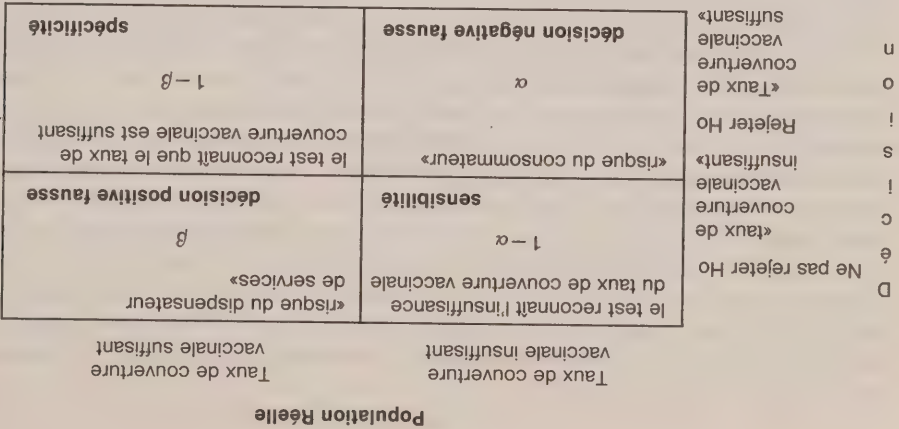 Population Réelle
Taux de couverture
vaccinale insuffisant
Taux de couverture
vaccinale suffisant
D
é
c
i
s
i
o
n
Ne pas rejeter Ho
«taux de
couverture
vaccinale
insuffisant»
le test reconnaît l'insuffisance
du taux de couverture vaccinale
1 – α
sensibilité
«risque du dispensateur
de services»
β
décision positive fausse
Rejeter Ho
«Taux de
couverture
vaccinale
suffisant»
«risque du consommateur»
α
décision négative fausse
le test reconnaît que le taux de
couverture vaccinale est suffisant
1 – β
spécificité